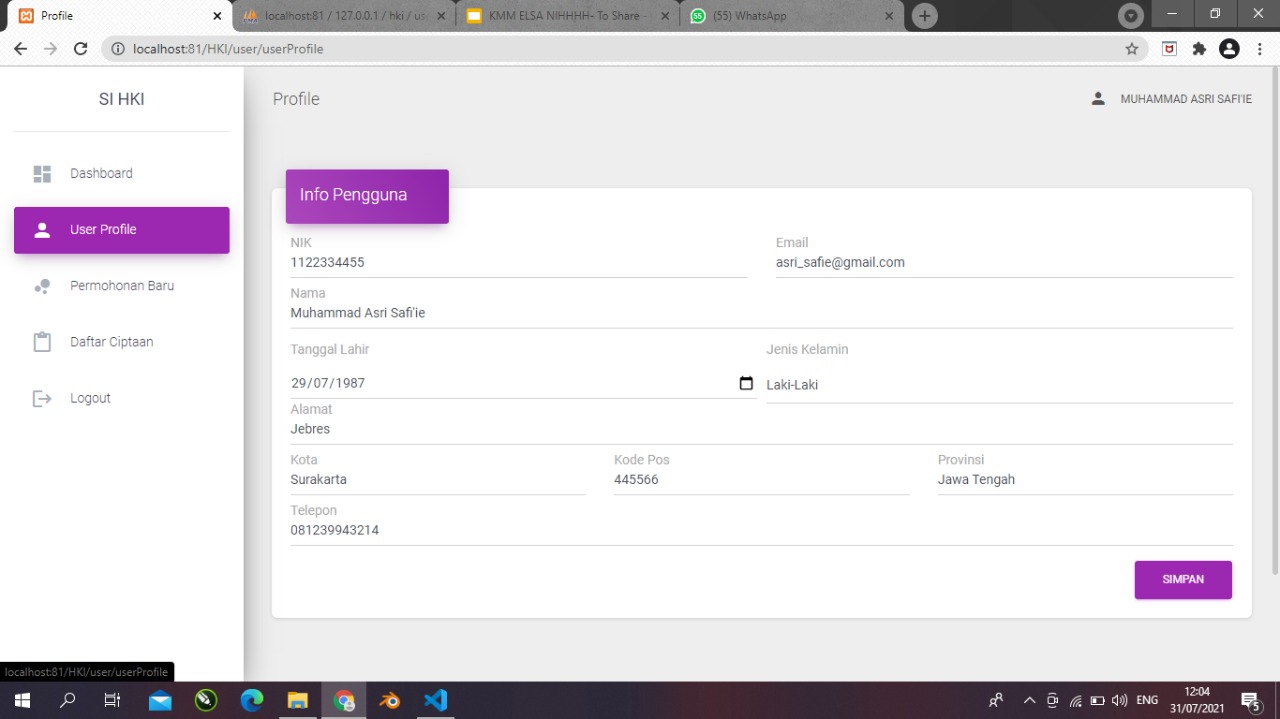 Profile
localhost:81 / 127.0.0.1 / hki / us
KMM ELSA NIHHHH- To Share -
(55) WhatsApp
localhost:81/HKI/user/userProfile
SI HKI
Profile
MUHAMMAD ASRI SAFI'IE
Dashboard
User Profile
Permohonan Baru
Daftar Ciptaan
Logout
Info Pengguna
NIK
1122334455
Email
asri_safie@gmail.com
Nama
Muhammad Asri Safi'ie
Tanggal Lahir
29/07/1987
Jenis Kelamin
Laki-Laki
Alamat
Jebres
Kota
Surakarta
Kode Pos
445566
Provinsi
Jawa Tengah
Telepon
081239943214
SIMPAN
localhost:81/HKI/user/userProfile
ENG
12:04
31/07/2021
5